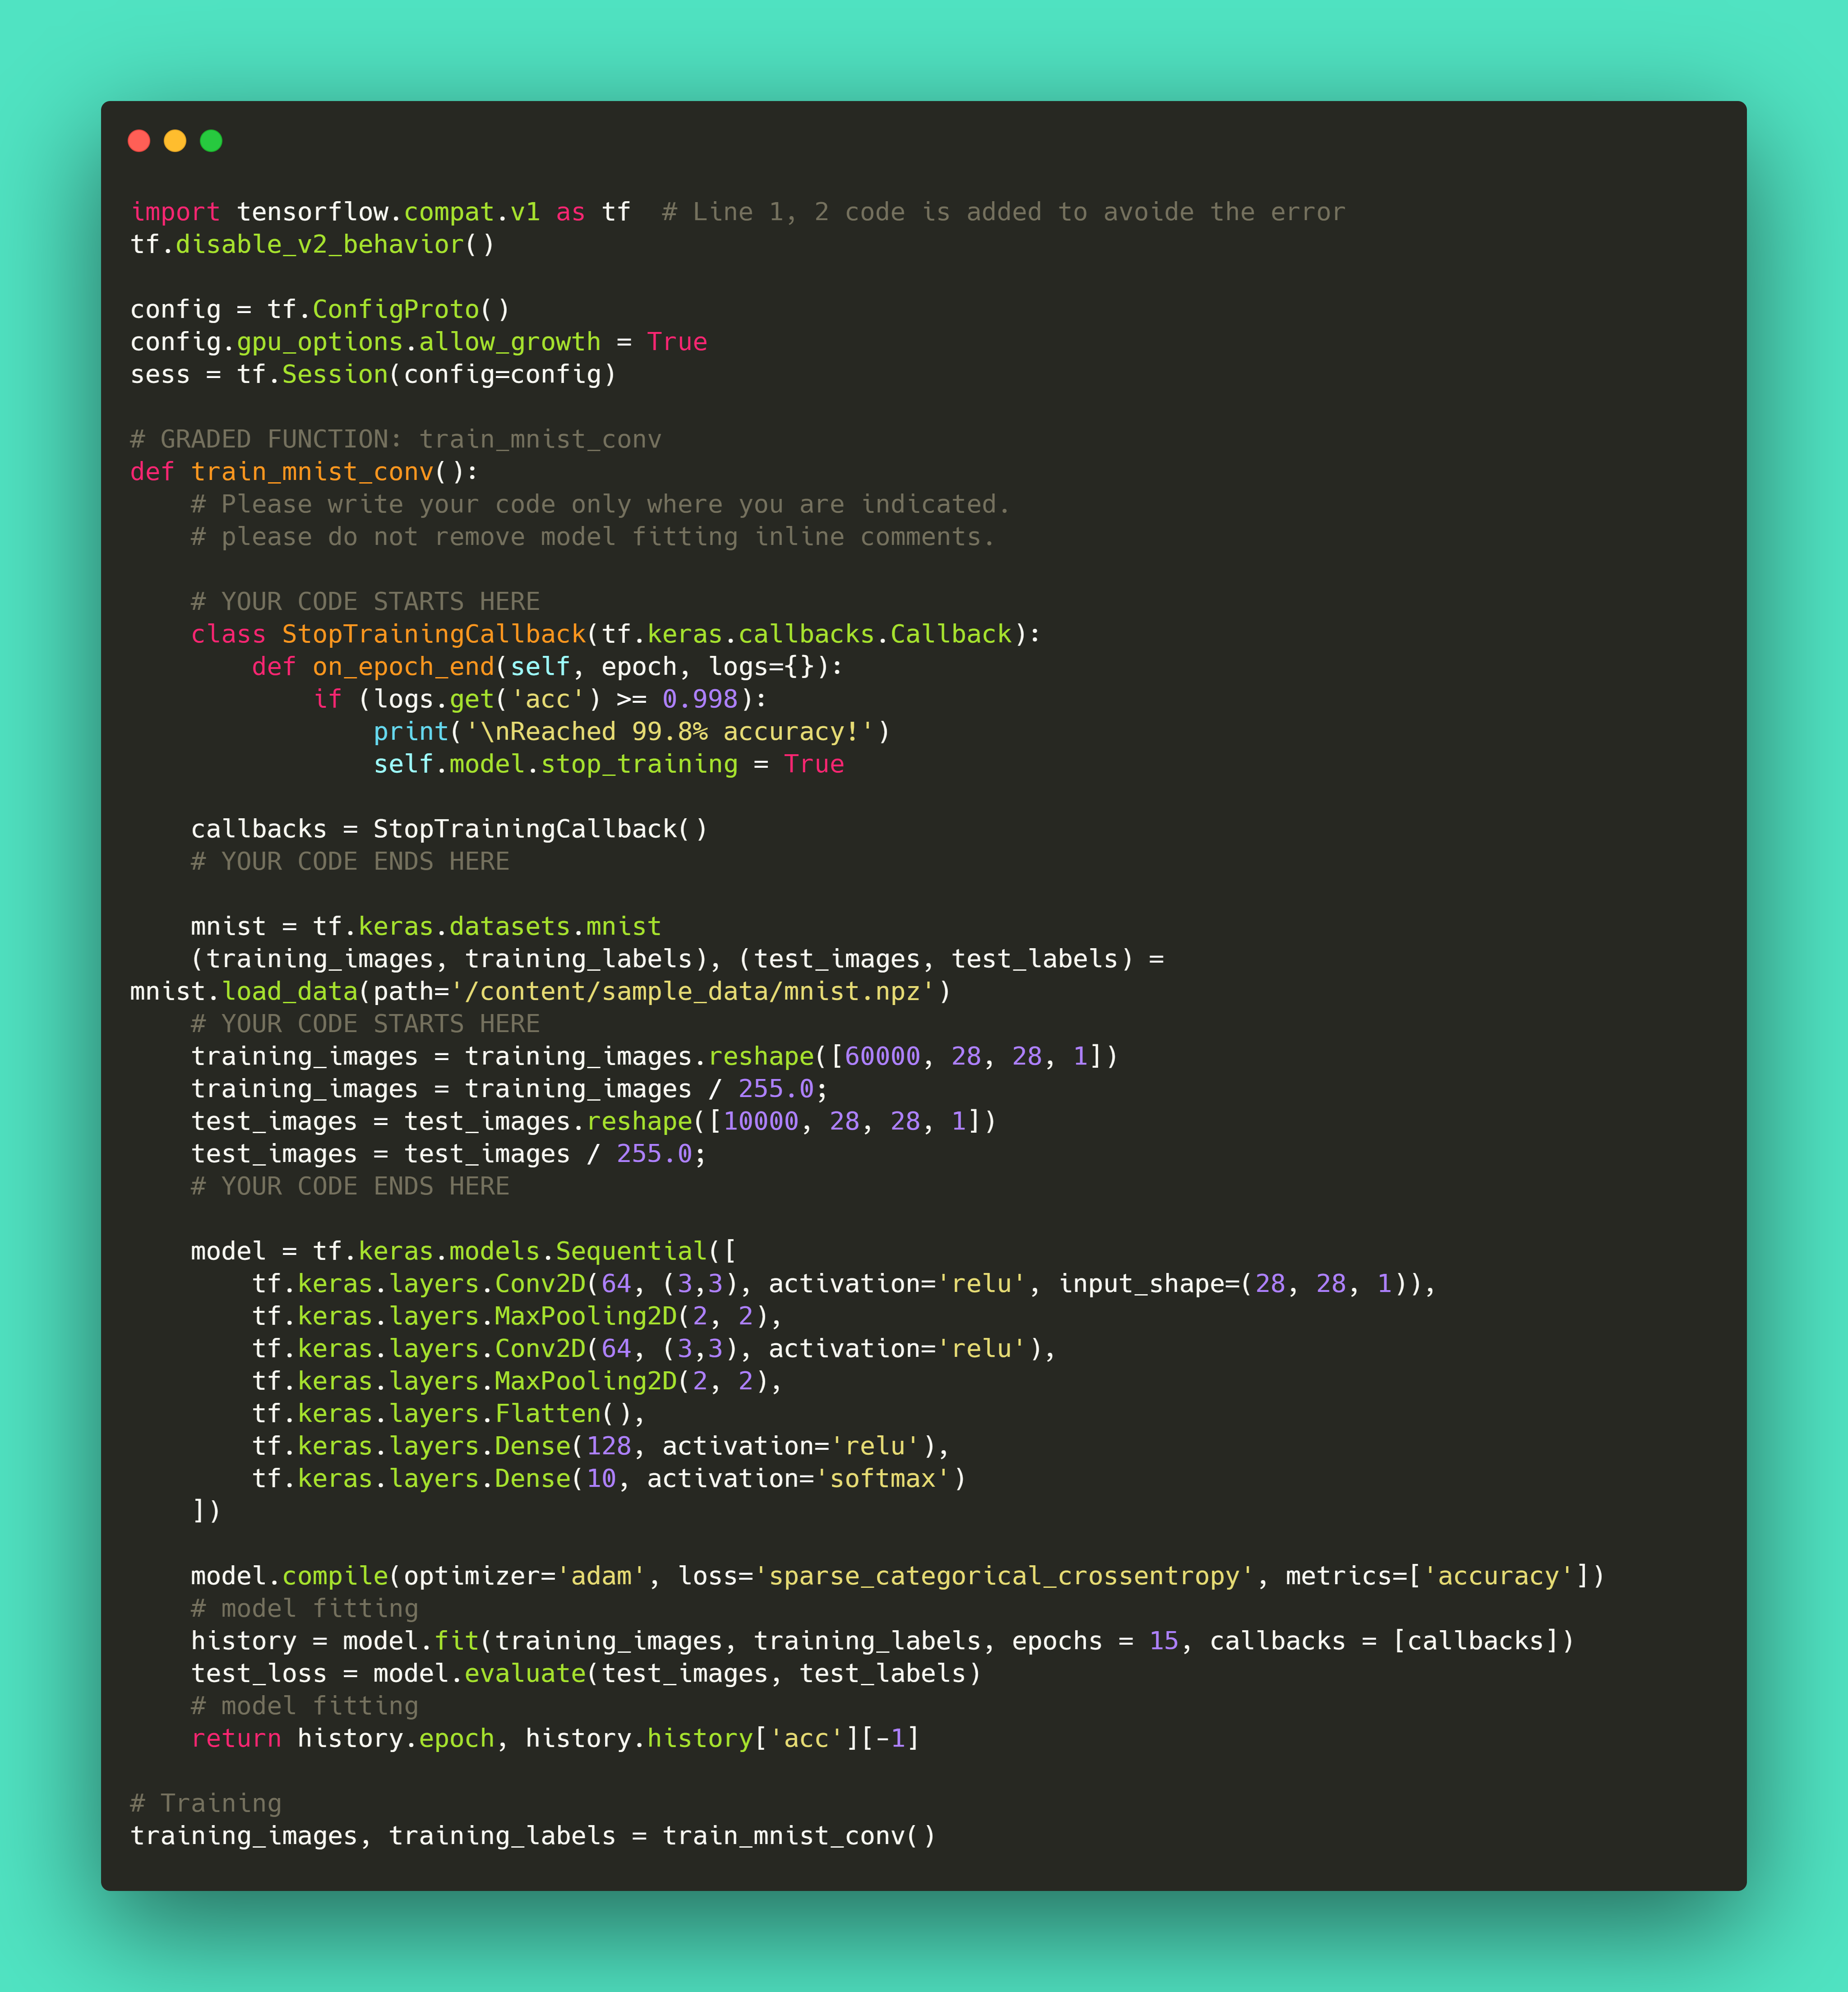 import tensorflow.compat.v1 as tf  # Line 1, 2 code is added to avoide the error
tf.disable_v2_behavior()

config = tf.ConfigProto()
config.gpu_options.allow_growth = True
sess = tf.Session(config=config)

# GRADED FUNCTION: train_mnist_conv
def train_mnist_conv():
    # Please write your code only where you are indicated.
    # please do not remove model fitting inline comments.

    # YOUR CODE STARTS HERE
    class StopTrainingCallback(tf.keras.callbacks.Callback):
        def on_epoch_end(self, epoch, logs={}):
            if (logs.get('acc') >= 0.998):
                print('\nReached 99.8% accuracy!')
                self.model.stop_training = True

    callbacks = StopTrainingCallback()
    # YOUR CODE ENDS HERE

    mnist = tf.keras.datasets.mnist
    (training_images, training_labels), (test_images, test_labels) =
mnist.load_data(path='/content/sample_data/mnist.npz')
    # YOUR CODE STARTS HERE
    training_images = training_images.reshape([60000, 28, 28, 1])
    training_images = training_images / 255.0;
    test_images = test_images.reshape([10000, 28, 28, 1])
    test_images = test_images / 255.0;
    # YOUR CODE ENDS HERE

    model = tf.keras.models.Sequential([
        tf.keras.layers.Conv2D(64, (3,3), activation='relu', input_shape=(28, 28, 1)),
        tf.keras.layers.MaxPooling2D(2, 2),
        tf.keras.layers.Conv2D(64, (3,3), activation='relu'),
        tf.keras.layers.MaxPooling2D(2, 2),
        tf.keras.layers.Flatten(),
        tf.keras.layers.Dense(128, activation='relu'),
        tf.keras.layers.Dense(10, activation='softmax')
    ])

    model.compile(optimizer='adam', loss='sparse_categorical_crossentropy', metrics=['accuracy'])
    # model fitting
    history = model.fit(training_images, training_labels, epochs = 15, callbacks = [callbacks])
    test_loss = model.evaluate(test_images, test_labels)
    # model fitting
    return history.epoch, history.history['acc'][-1]

# Training
training_images, training_labels = train_mnist_conv()